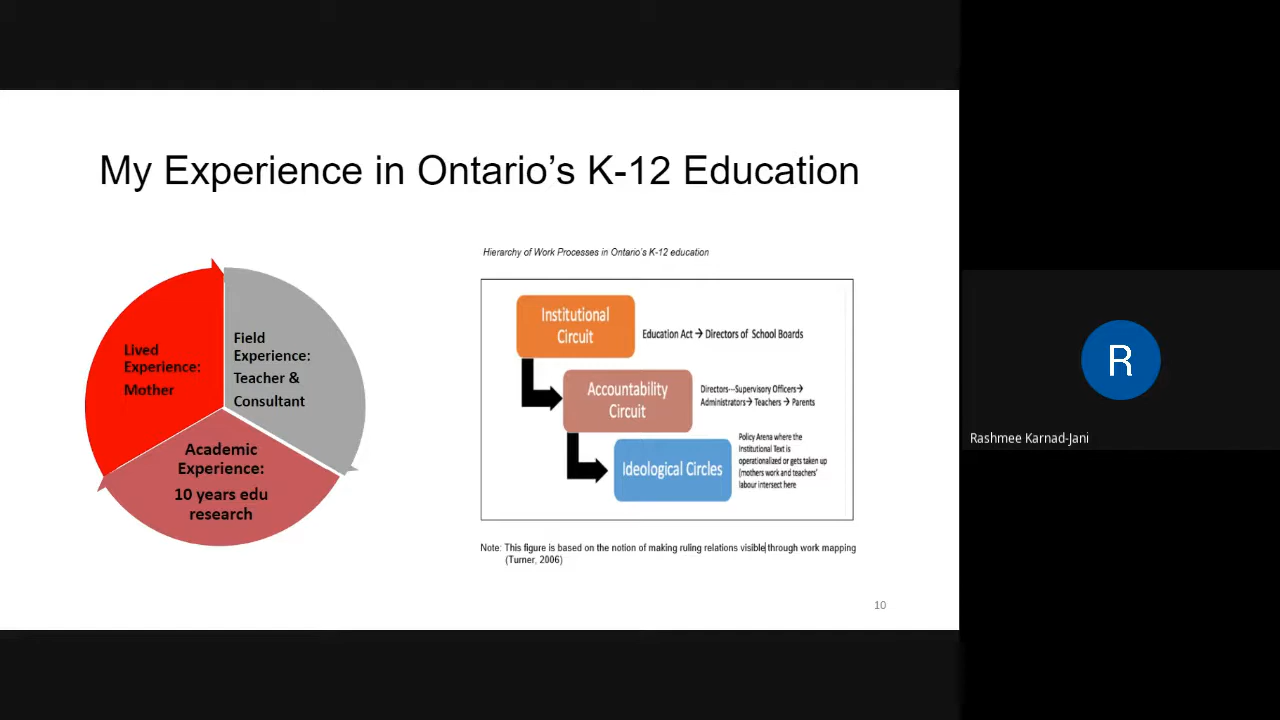 My Experience in Ontario’s K-12 Education
Lived
Experience:
Mother
Field
Experience:
Teacher &
Consultant
Academic
Experience:
10 years edu
research
Hierarchy of Work Processes in Ontario’s K-12 education
Institutional
Circuit
Education Act → Directors of School Boards
Accountability
Circuit
Directors---Supervisory Officers→
Administrators→ Teachers → Parents
Ideological Circles
Policy Arena where the
Institutional Text is
operationalized or gets taken up
(mothers work and teachers’
labour intersect here
Note: This figure is based on the notion of making ruling relations visible through work mapping
(Turner, 2006)
10
R
Rashmee Karnad-Jani